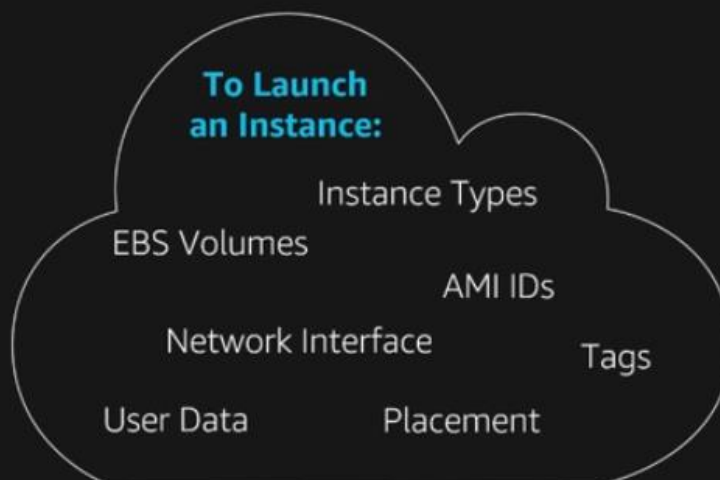 To Launch
an Instance:
Instance Types
EBS Volumes
AMI IDs
Network Interface
Tags
User Data
Placement